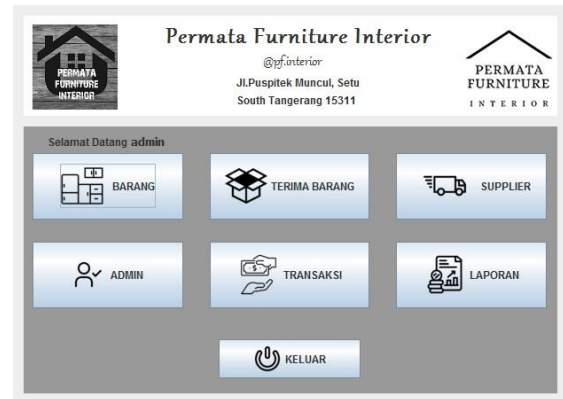 PERMATA
FURNITURE
INTERIOR
Permata Furniture Interior
@pf.interior
Jl.Puspitek Muncul, Setu
South Tangerang 15311
PERMATA
FURNITURE
INTERIOR
Selamat Datang admin
BARANG
TERIMA BARANG
SUPPLIER
ADMIN
TRANSAKSI
LAPORAN
KELUAR